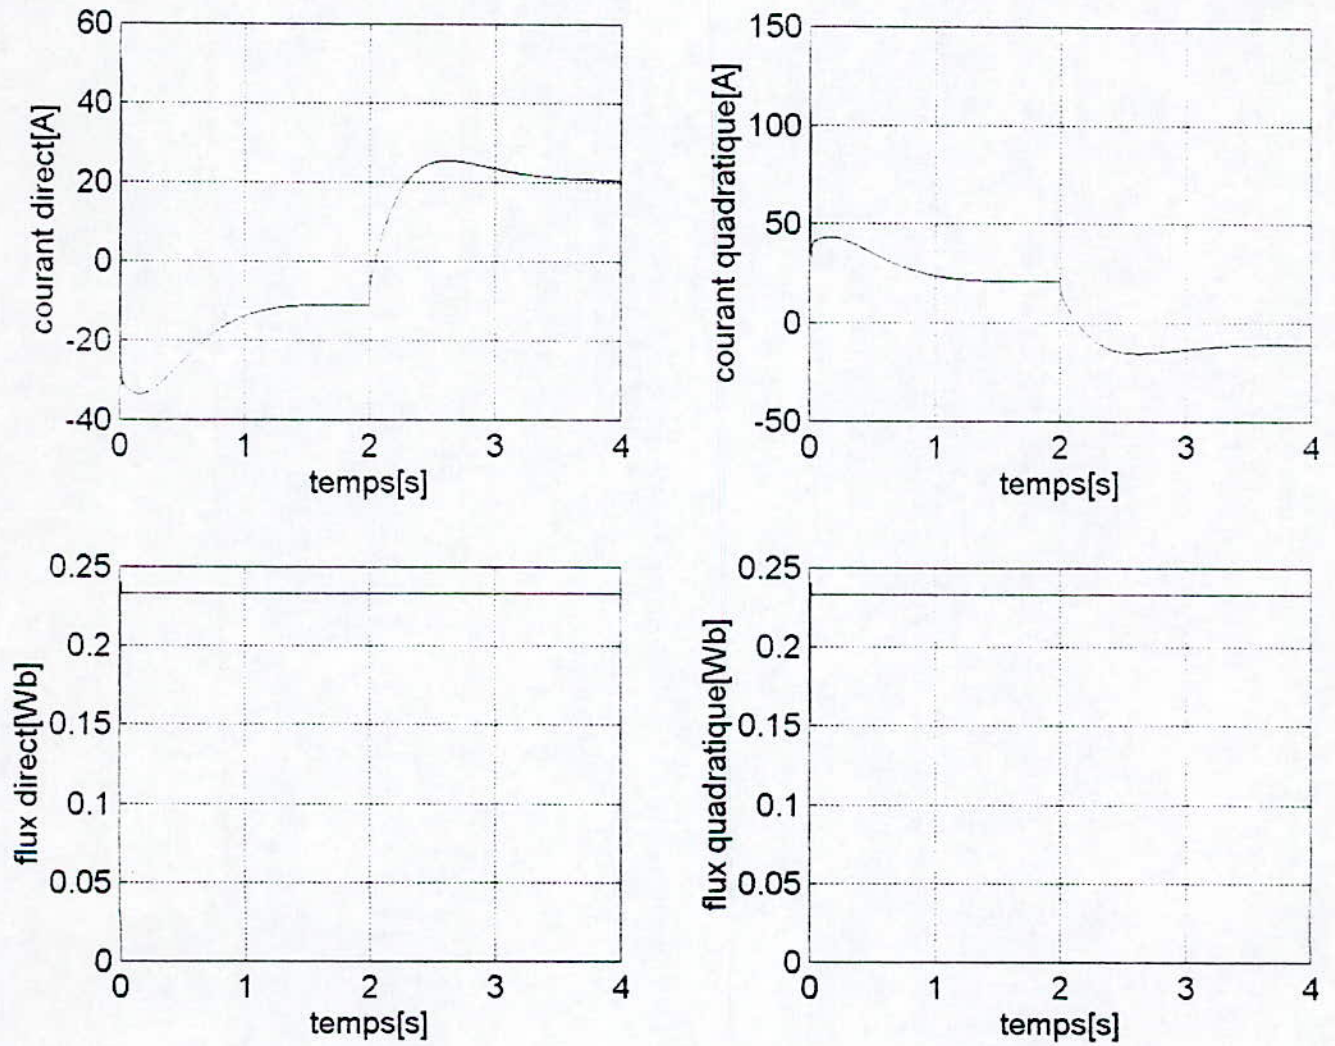 60
40
20
0
-20
-40
0 1 2 3 4
courant direct[A]
temps[s]
150
100
50
0
-50
0 1 2 3 4
courant quadratique[A]
temps[s]
0.25
0.2
0.15
0.1
0.05
0
0 1 2 3 4
flux direct[Wb]
temps[s]
0.25
0.2
0.15
0.1
0.05
0
0 1 2 3 4
flux quadratique[Wb]
temps[s]